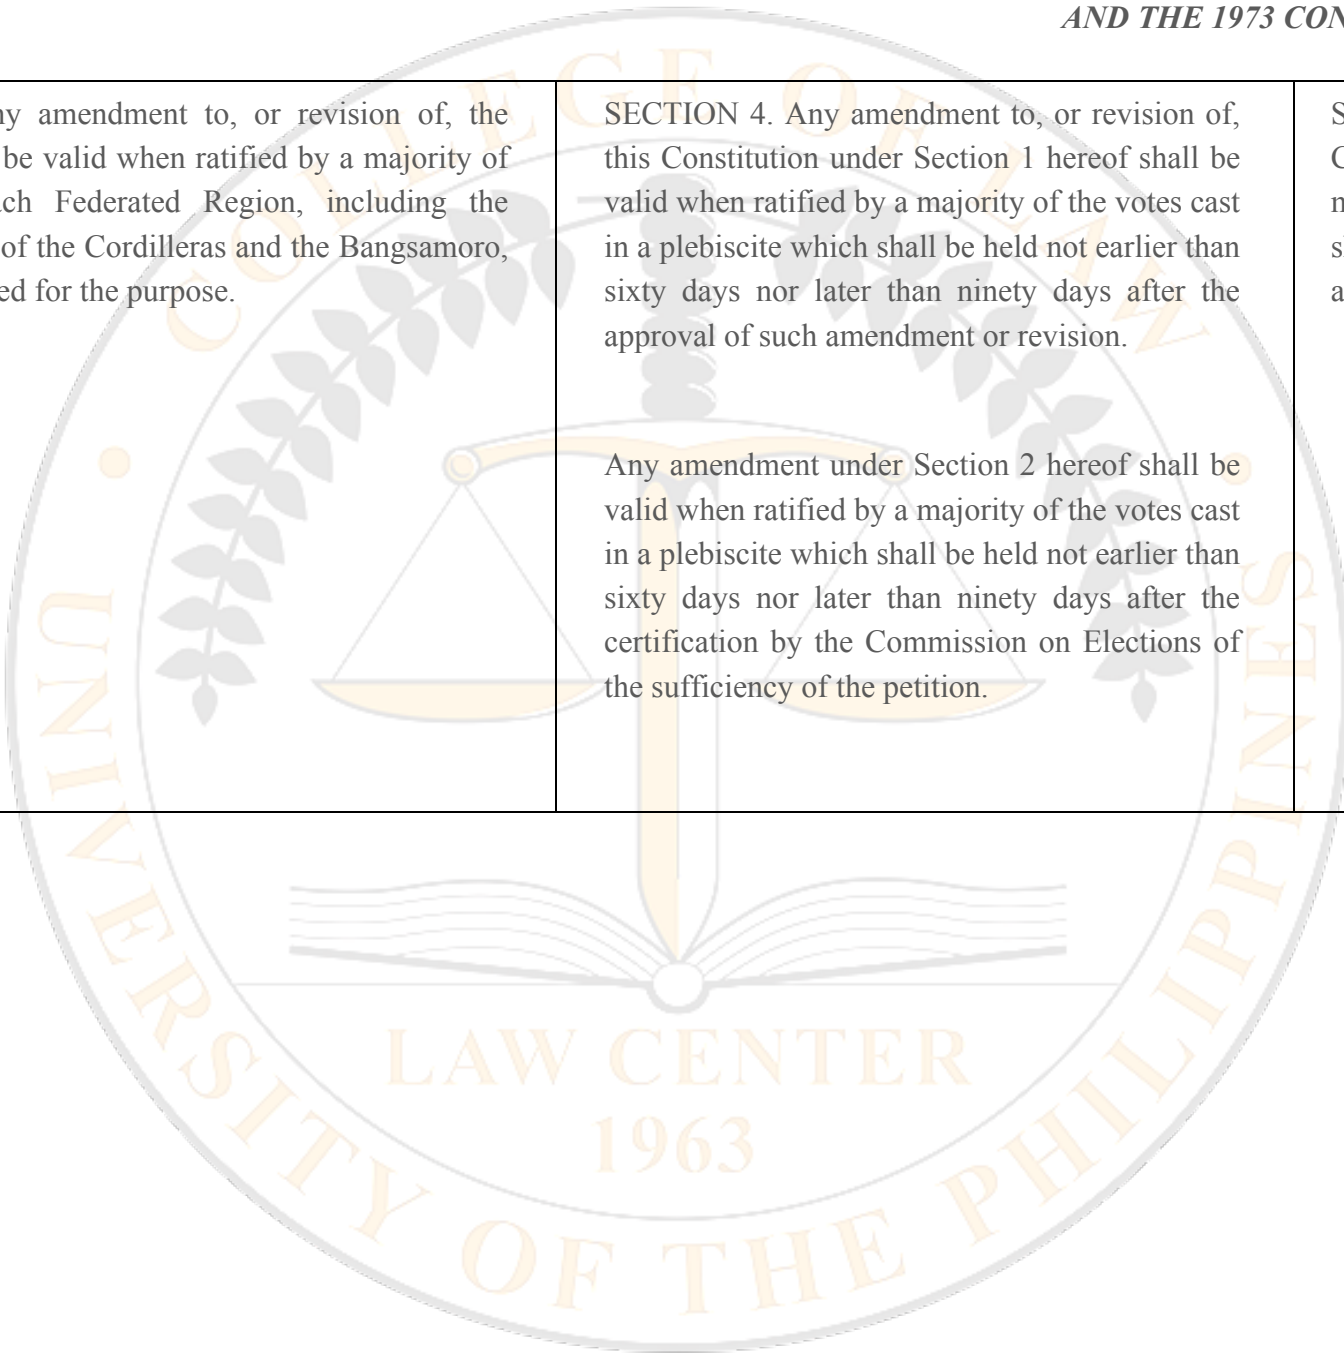 AND THE 1973 CON
ny amendment to, or revision of, the
be valid when ratified by a majority of
ach Federated Region, including the
of the Cordilleras and the Bangsamoro,
ed for the purpose.
SECTION 4. Any amendment to, or revision of,
this Constitution under Section 1 hereof shall be
valid when ratified by a majority of the votes cast
in a plebiscite which shall be held not earlier than
sixty days nor later than ninety days after the
approval of such amendment or revision.
Any amendment under Section 2 hereof shall be
valid when ratified by a majority of the votes cast
in a plebiscite which shall be held not earlier than
sixty days nor later than ninety days after the
certification by the Commission on Elections of
the sufficiency of the petition.
S
C
n
s
a
COLLEGE OF LAW
UNIVERSITY OF THE PHILIPPINES
LAW CENTER
1963